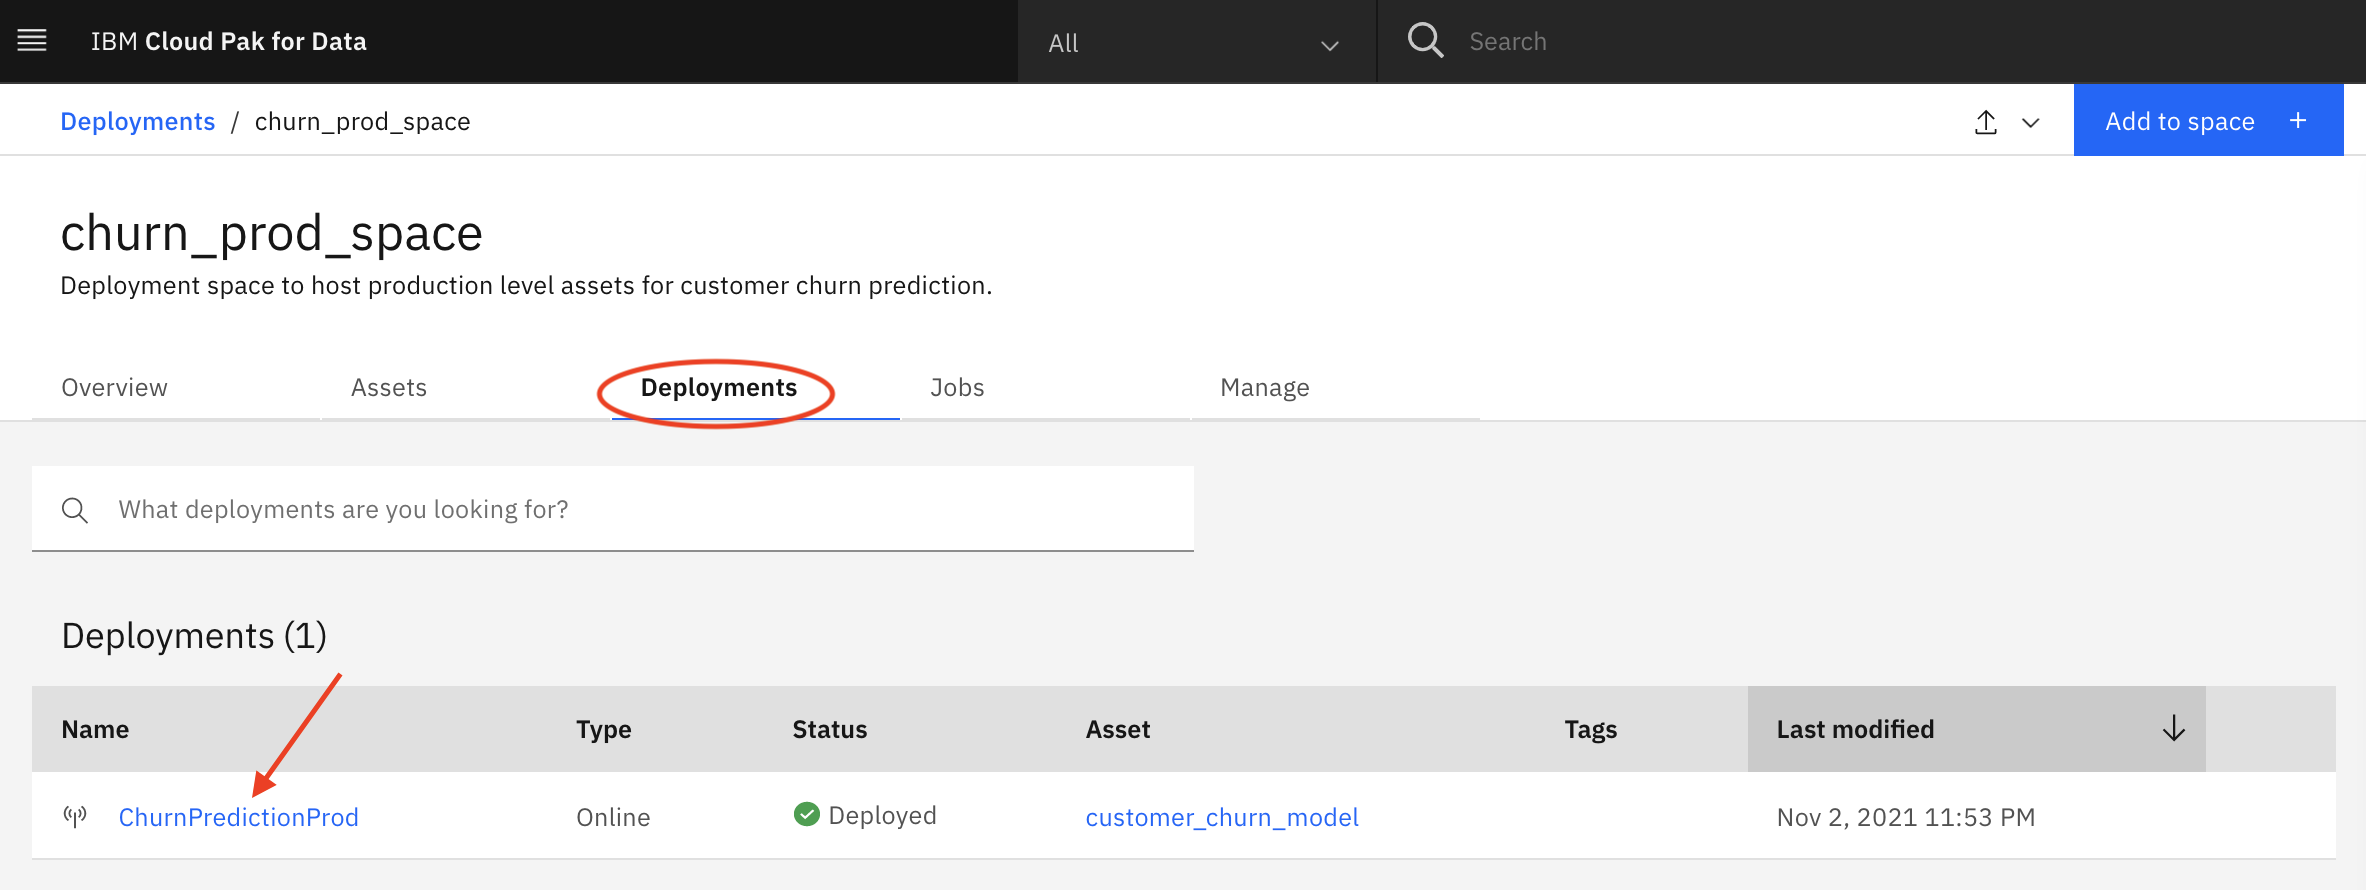 IBM Cloud Pak for Data
All
Search
Deployments / churn_prod_space
Add to space +
churn_prod_space
Deployment space to host production level assets for customer churn prediction.
Overview Assets Deployments Jobs Manage
What deployments are you looking for?
Deployments (1)
Name Type Status Asset Tags Last modified
ChurnPredictionProd Online Deployed customer_churn_model Nov 2, 2021 11:53 PM